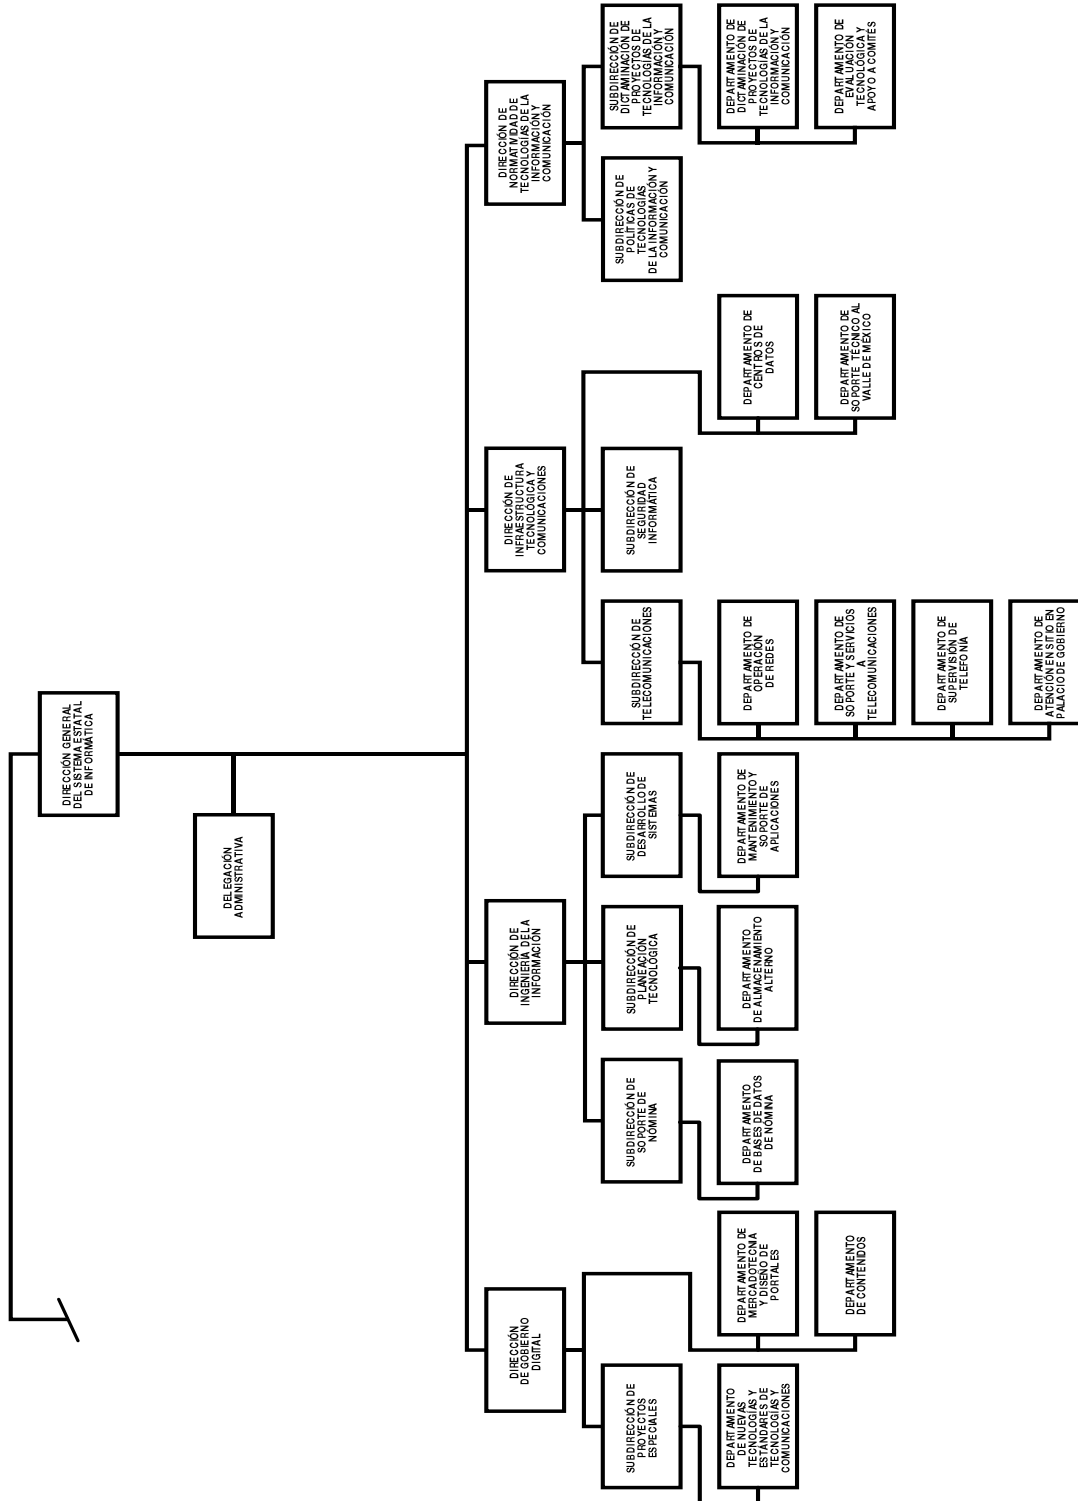 DIRECCIÓN GENERAL
DEL SISTEMA ESTATAL
DE INFORMÁTICA
DELEGACIÓN
ADMINISTRATIVA
DIRECCIÓN
DE GOBIERNO
DIGITAL
DIRECCIÓN DE
INGENIERÍA DE LA
INFORMACIÓN
DIRECCIÓN DE
INFRAESTRUCTURA
TECNOLÓGICA Y
COMUNICACIONES
DIRECCIÓN DE
NORMATIVIDAD DE
TECNOLOGÍAS DE LA
INFORMACIÓN Y
COMUNICACIÓN
SUBDIRECCIÓN DE
PROYECTOS
ESPECIALES
SUBDIRECCIÓN DE
SOPORTE DE
NÓMINA
SUBDIRECCIÓN DE
PLANEACIÓN
TECNOLÓGICA
SUBDIRECCIÓN DE
DESARROLLO DE
SISTEMAS
SUBDIRECCIÓN DE
TELECOMUNICACIONES
SUBDIRECCIÓN DE
SEGURIDAD
INFORMÁTICA
SUBDIRECCIÓN DE
POLÍTICAS DE
TECNOLOGÍAS
DE LA INFORMACIÓN Y
COMUNICACIÓN
SUBDIRECCIÓN DE
DICTAMINACIÓN DE
PROYECTOS DE
TECNOLOGÍAS DE LA
INFORMACIÓN Y
COMUNICACIÓN
DEPARTAMENTO
DE NUEVAS
TECNOLOGÍAS Y
ESTÁNDARES DE
TECNOLOGÍAS Y
COMUNICACIONES
DEPARTAMENTO DE
MERCADOTECNIA
Y DISEÑO DE
PORTALES
DEPARTAMENTO
DE BASES DE DATOS
DE NÓMINA
DEPARTAMENTO
DE ALMACENAMIENTO
ALTERNO
DEPARTAMENTO DE
MANTENIMIENTO Y
SOPORTE DE
APLICACIONES
DEPARTAMENTO DE
OPERACIÓN
DE REDES
DEPARTAMENTO DE
CENTROS DE
DATOS
DEPARTAMENTO DE
DICTAMINACIÓN DE
PROYECTOS DE
TECNOLOGÍAS DE LA
INFORMACIÓN Y
COMUNICACIÓN
DEPARTAMENTO
DE CONTENIDOS
DEPARTAMENTO DE
SOPORTE Y SERVICIOS
A
TELECOMUNICACIONES
DEPARTAMENTO DE
SOPORTE TÉCNICO AL
VALLE DE MÉXICO
DEPARTAMENTO DE
EVALUACIÓN
TECNOLÓGICA Y
APOYO A COMITÉS
DEPARTAMENTO DE
SUPERVISIÓN DE
TELEFONÍA
DEPARTAMENTO DE
ATENCIÓN EN SITIO EN
PALACIO DE GOBIERNO